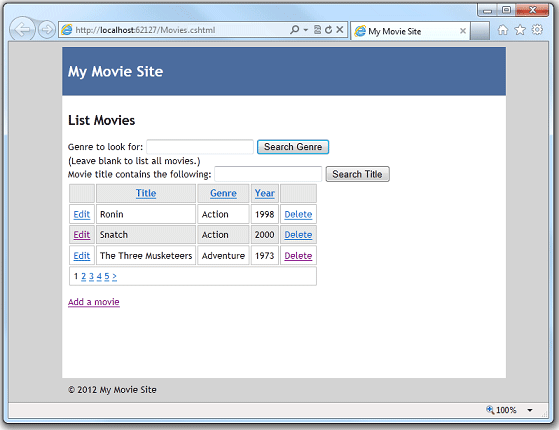 http://localhost:62127/Movies.cshtml
My Movie Site
My Movie Site
List Movies
Genre to look for: Search Genre
(Leave blank to list all movies.)
Movie title contains the following: Search Title
Title Genre Year
Edit Ronin Action 1998 Delete
Edit Snatch Action 2000 Delete
Edit The Three Musketeers Adventure 1973 Delete
1 2 3 4 5 >
Add a movie
© 2012 My Movie Site
100%